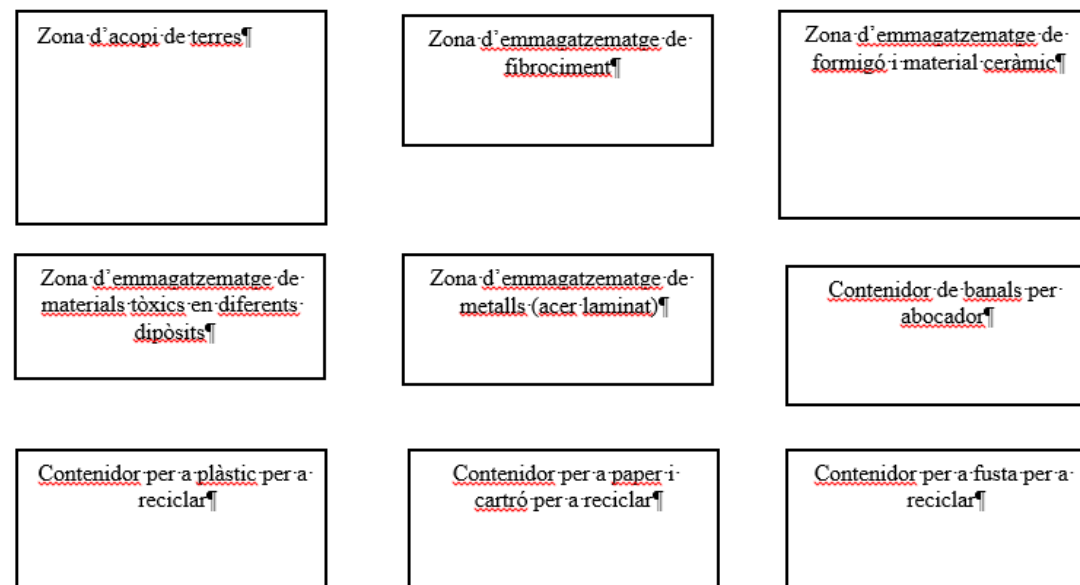 Zona d’acopi de terres¶
Zona d’emmagatzematge de
fibrociment¶
Zona d’emmagatzematge de
formigó i material ceràmic¶
Zona d’emmagatzematge de
materials tòxics en diferents
dipòsits¶
Zona d’emmagatzematge de
metalls (acer laminat)¶
Contenidor de banals per
abocador¶
Contenidor per a plàstic per a
reciclar¶
Contenidor per a paper i
cartró per a reciclar¶
Contenidor per a fusta per a
reciclar¶